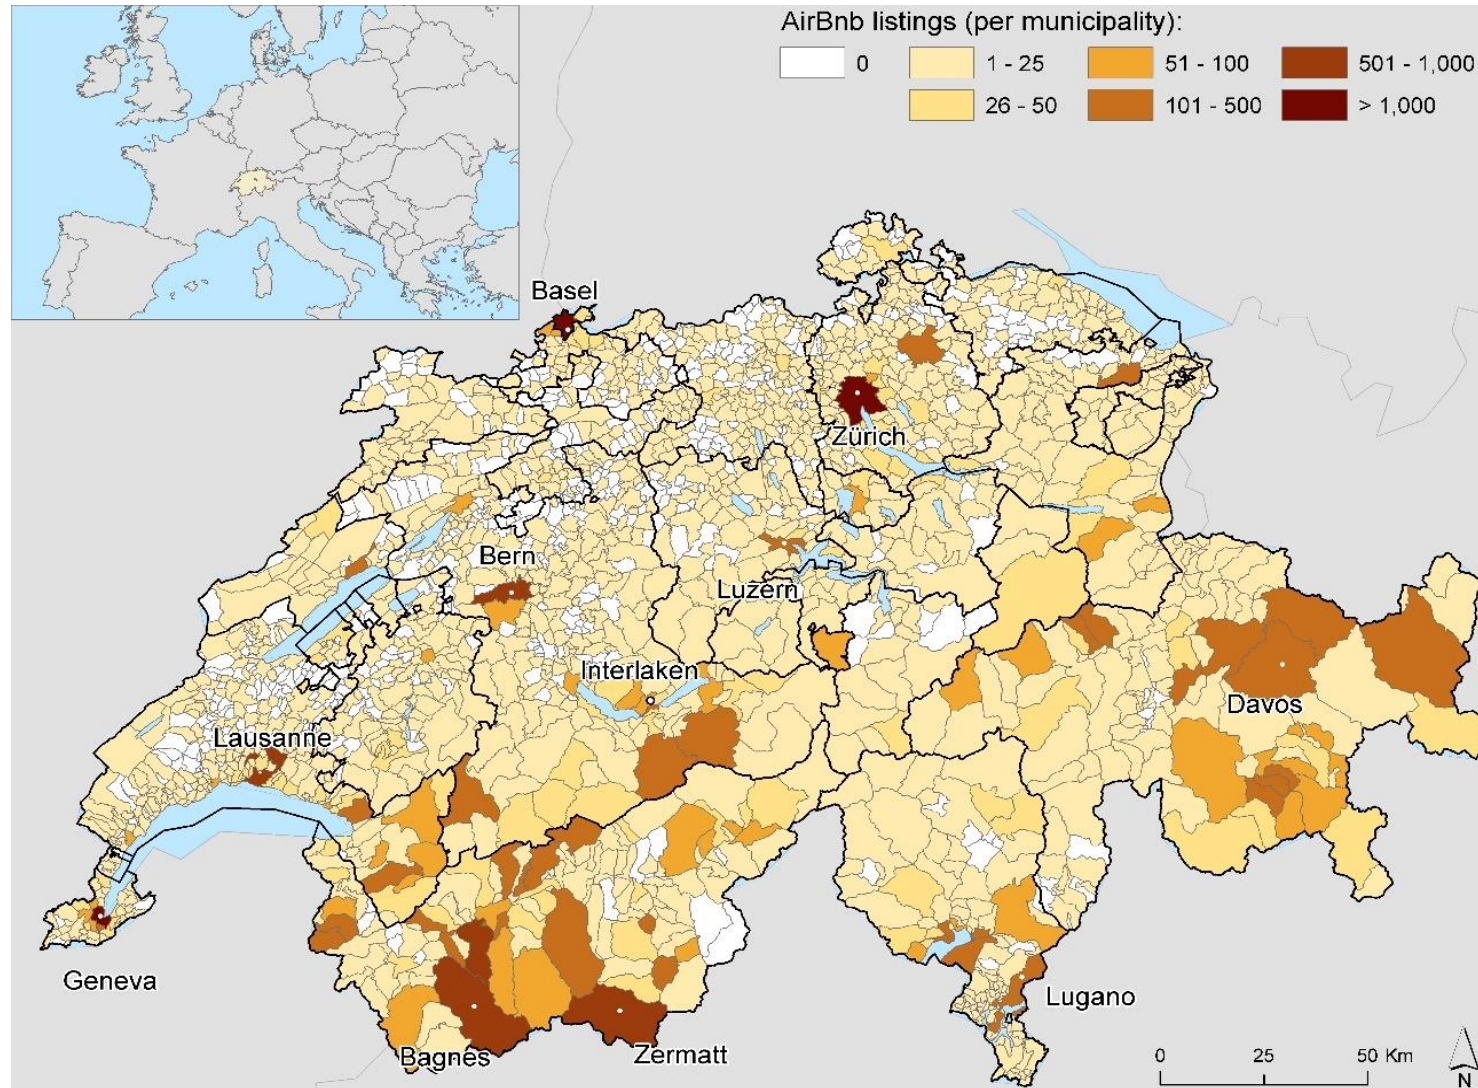 AirBnb listings (per municipality):
0
1 - 25
51 - 100
501 - 1,000
26 - 50
101 - 500
> 1,000
Basel
Zürich
Bern
Luzern
Interlaken
Davos
Lausanne
Geneva
Lugano
Bagnes
Zermatt
0 25 50 Km
N